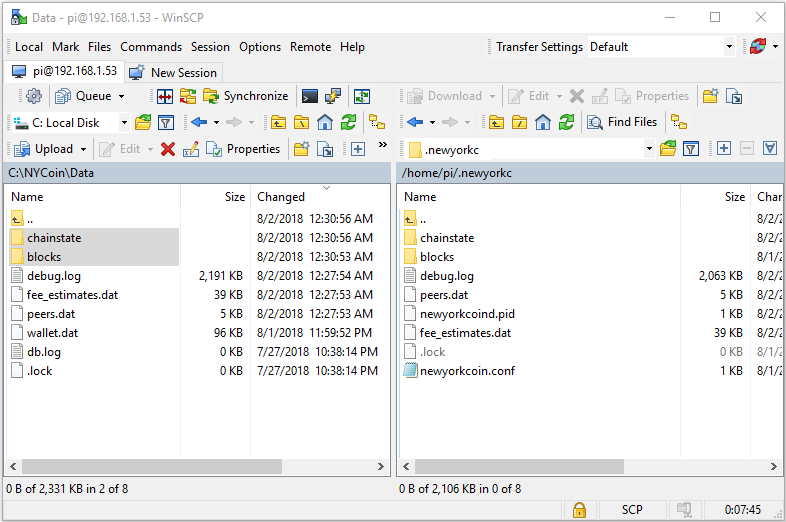 Data - pi@192.168.1.53 - WinSCP
Local Mark Files Commands Session Options Remote Help Transfer Settings Default
pi@192.168.1.53 New Session
Queue Synchronize Download Edit Properties
C: Local Disk Find Files
Upload Edit Properties » .newyorkc
C:\NYCoin\Data /home/pi/.newyorkc
Name Size Changed Name Size Chan
.. 8/2/2018 12:30:56 AM .. 8/2/2
chainstate 8/2/2018 12:30:56 AM chainstate 8/2/2
blocks 8/2/2018 12:30:53 AM blocks 8/1/2
debug.log 2,191 KB 8/2/2018 12:27:54 AM debug.log 2,063 KB 8/2/2
fee_estimates.dat 39 KB 8/2/2018 12:27:53 AM peers.dat 5 KB 8/2/2
peers.dat 5 KB 8/2/2018 12:27:53 AM newyorkcoind.pid 1 KB 8/2/2
wallet.dat 96 KB 8/1/2018 11:59:52 PM fee_estimates.dat 39 KB 8/2/2
db.log 0 KB 7/27/2018 10:38:14 PM .lock 0 KB 8/1/2
.lock 0 KB 7/27/2018 10:38:14 PM newyorkcoin.conf 1 KB 8/1/2
0 B of 2,331 KB in 2 of 8 0 B of 2,106 KB in 0 of 8
SCP 0:07:45